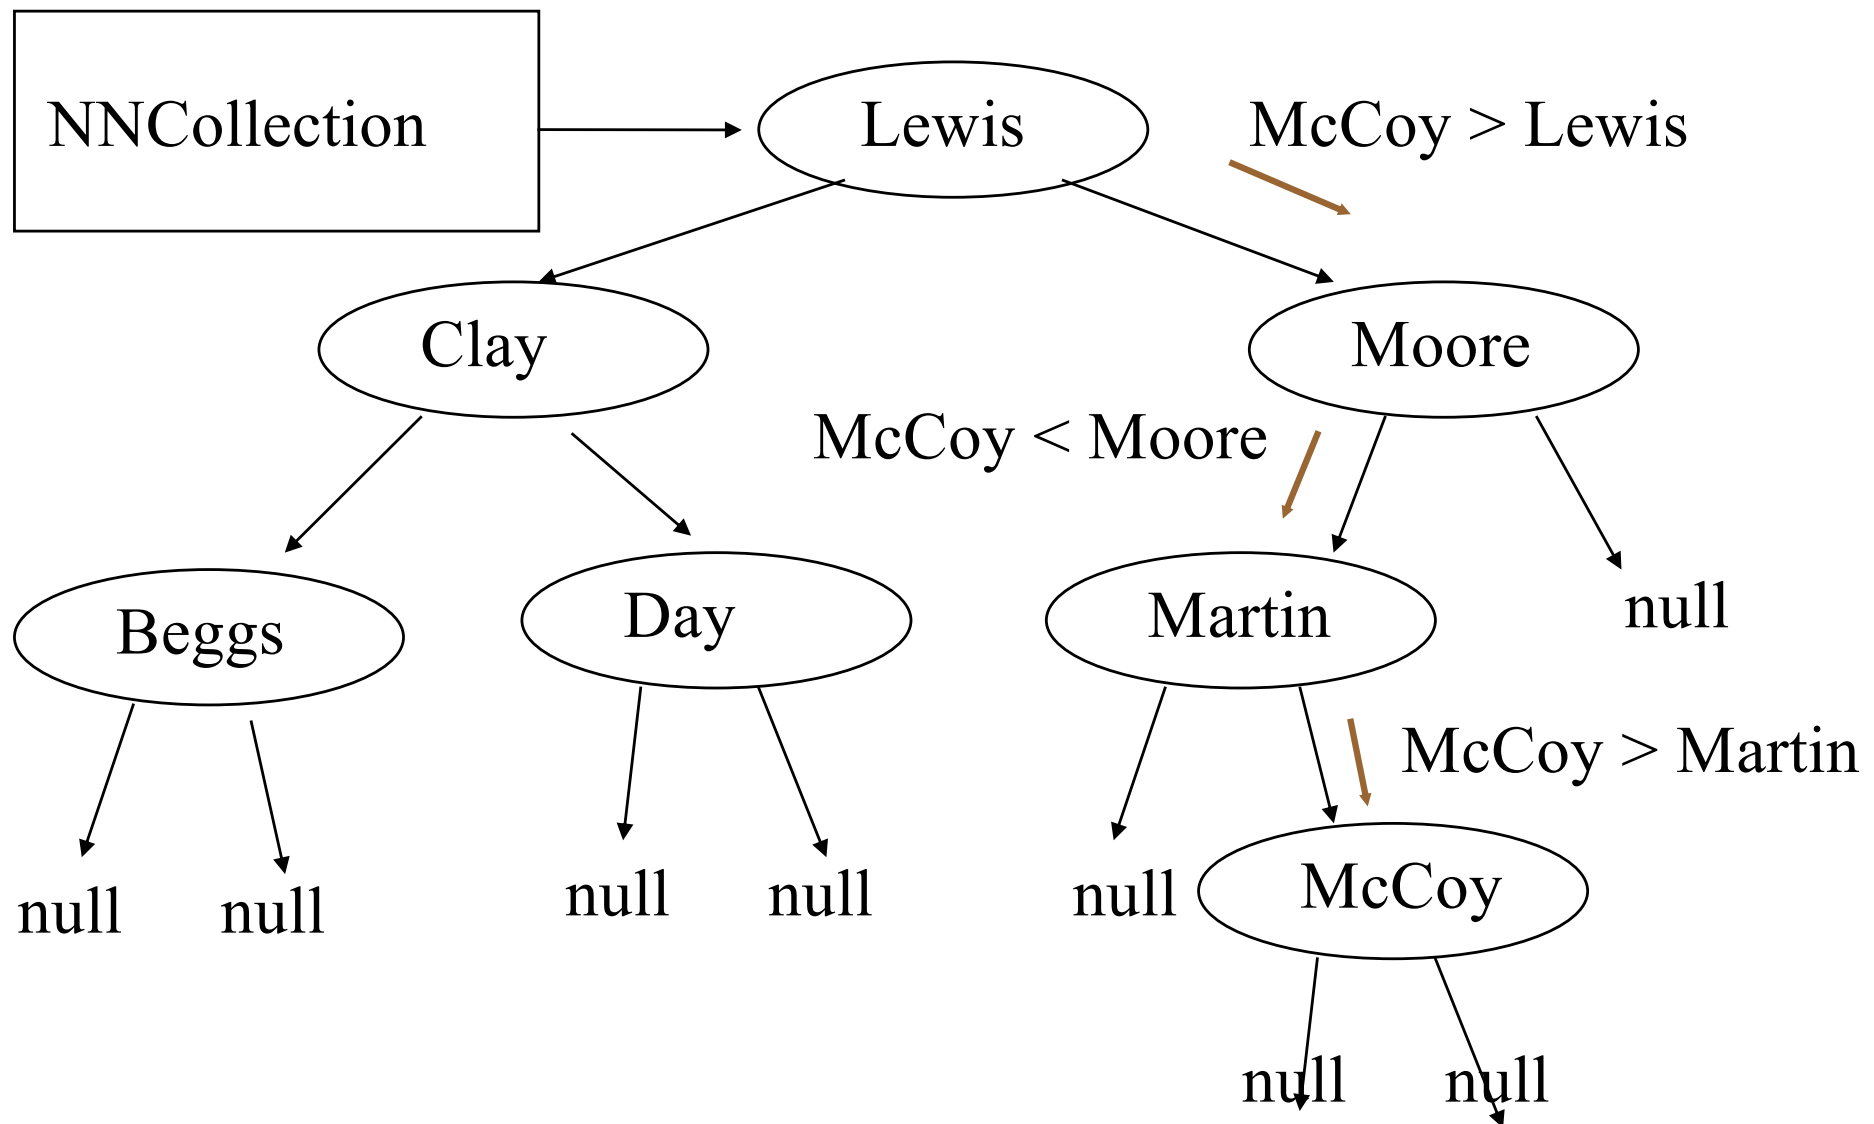 NNCollection
Lewis
McCoy > Lewis
Clay
Moore
McCoy < Moore
Beggs
Day
Martin
null
McCoy > Martin
null
null
null
null
null
McCoy
null
null